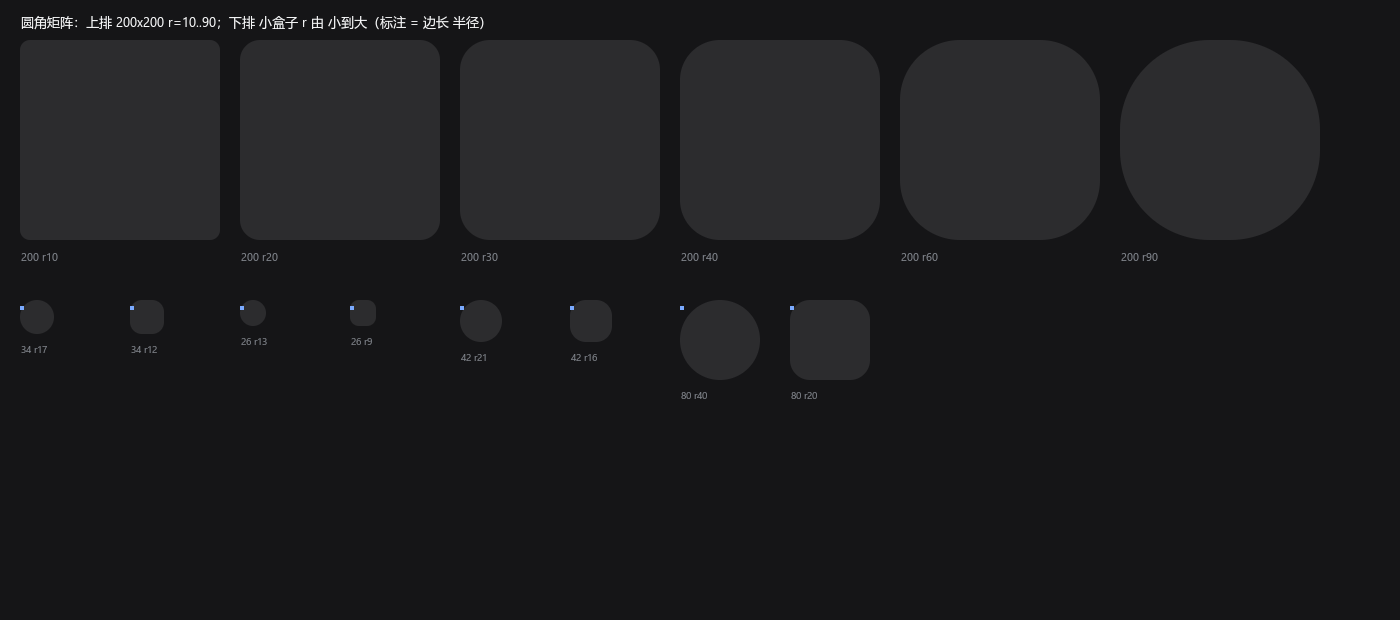 圆角矩阵：上排 200x200 r=10..90；下排 小盒子 r 由 小到大（标注 = 边长 半径）
200 r10 200 r20 200 r30 200 r40 200 r60 200 r90
34 r17 34 r12 26 r13 26 r9 42 r21 42 r16 80 r40 80 r20